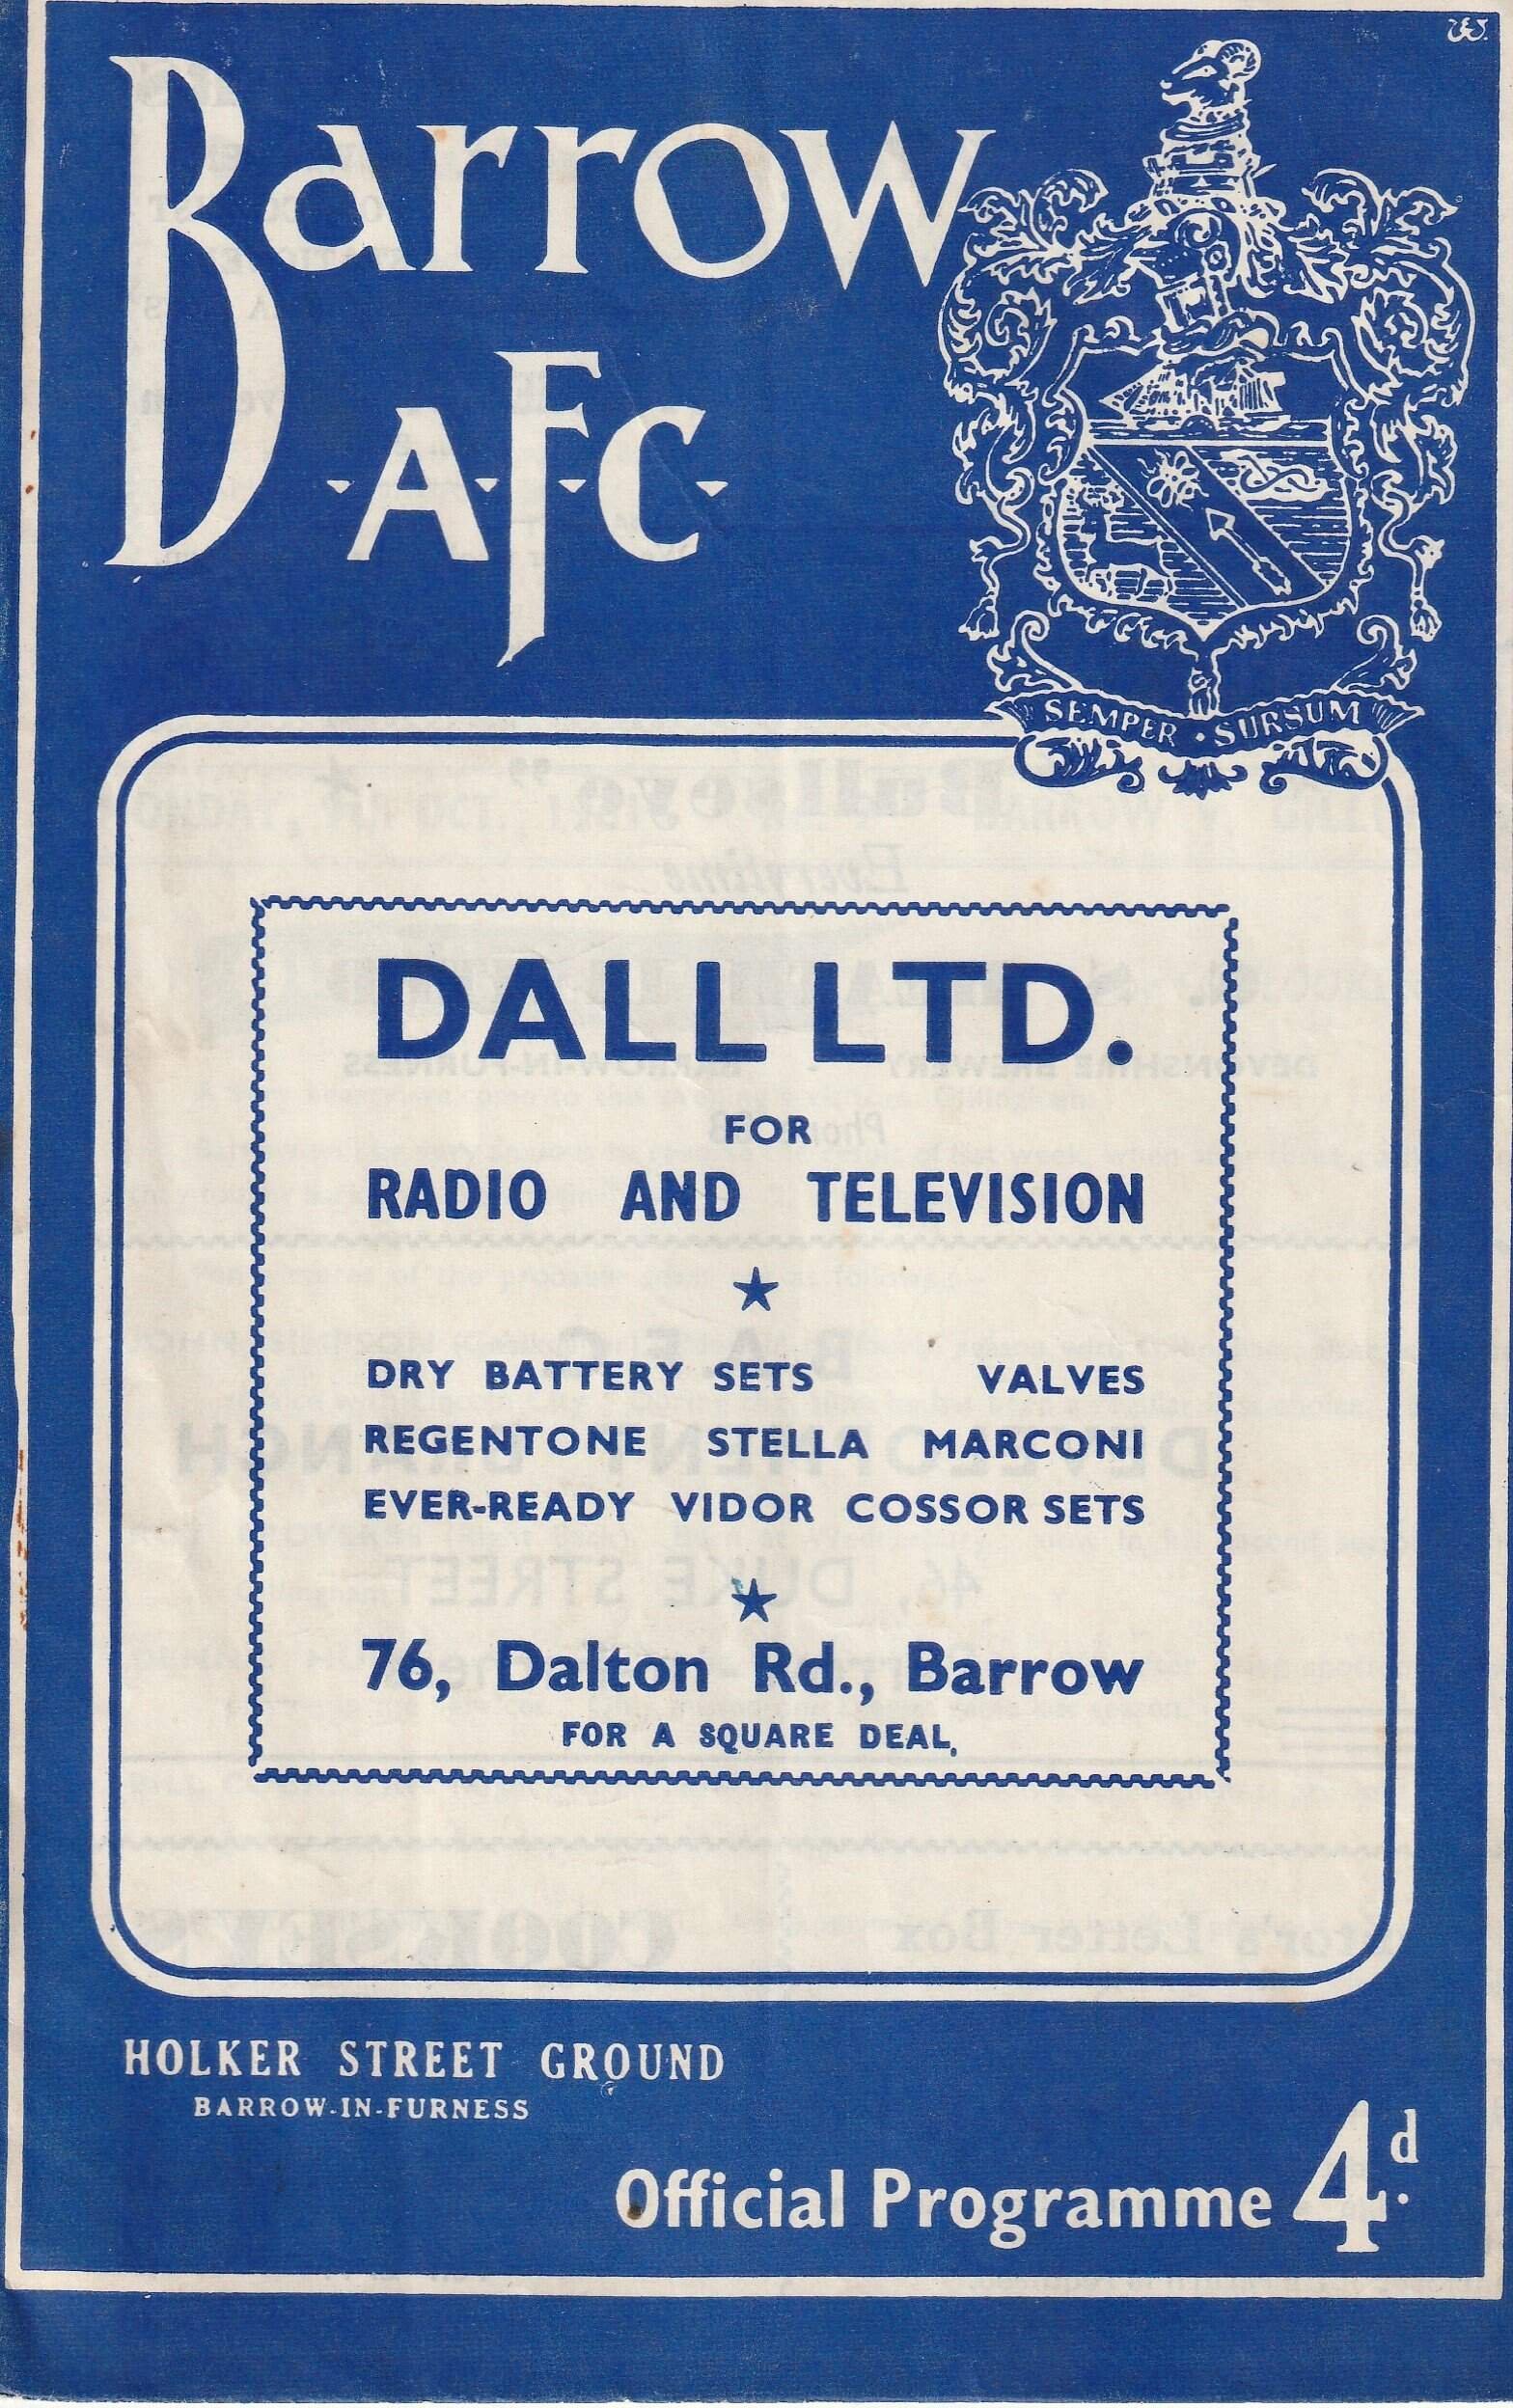 Barrow
·A·F·C·
SEMPER · SURSUM
DALL LTD.
FOR
RADIO AND TELEVISION
DRY BATTERY SETS VALVES
REGENTONE STELLA MARCONI
EVER-READY VIDOR COSSOR SETS
76, Dalton Rd., Barrow
FOR A SQUARE DEAL.
HOLKER STREET GROUND
BARROW-IN-FURNESS
Official Programme 4d.